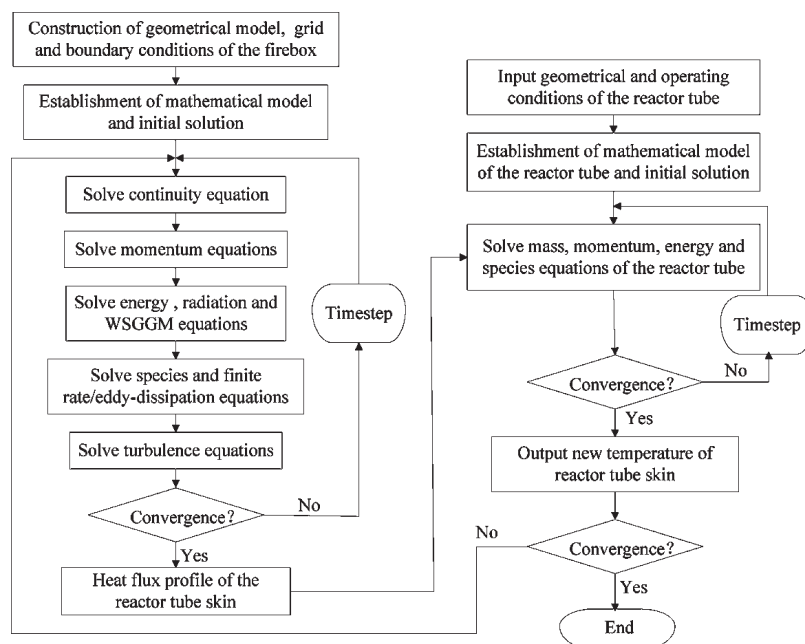 Construction of geometrical model, grid
and boundary conditions of the firebox
Establishment of mathematical model
and initial solution
Solve continuity equation
Solve momentum equations
Solve energy , radiation and
WSGGM equations
Timestep
Solve species and finite
rate/eddy-dissipation equations
Solve turbulence equations
Convergence?
No
Yes
Heat flux profile of the
reactor tube skin
Input geometrical and operating
conditions of the reactor tube
Establishment of mathematical model
of the reactor tube and initial solution
Solve mass, momentum, energy and
species equations of the reactor tube
Timestep
Convergence?
No
Yes
Output new temperature of
reactor tube skin
Convergence?
No
Yes
End